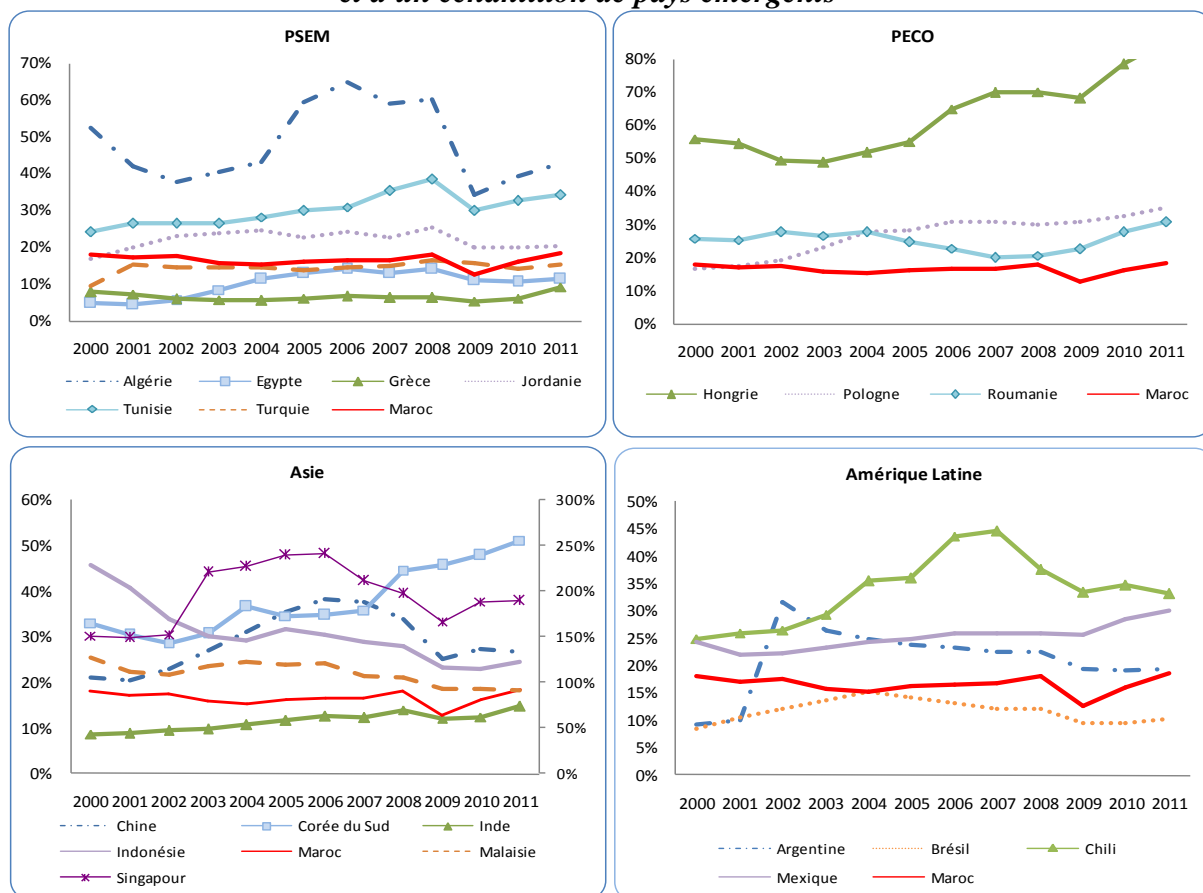 et d'un échantillon de pays émergents
PSEM
70%
60%
50%
40%
30%
20%
10%
0%
2000 2001 2002 2003 2004 2005 2006 2007 2008 2009 2010 2011
Algérie Egypte Grèce Jordanie
Tunisie Turquie Maroc
PECO
80%
70%
60%
50%
40%
30%
20%
10%
0%
2000 2001 2002 2003 2004 2005 2006 2007 2008 2009 2010 2011
Hongrie Pologne Roumanie Maroc
Asie
60%
50%
40%
30%
20%
10%
0%
300%
250%
200%
150%
100%
50%
0%
2000 2001 2002 2003 2004 2005 2006 2007 2008 2009 2010 2011
Chine Corée du Sud Inde
Indonésie Maroc Malaisie
Singapour
Amérique Latine
50%
45%
40%
35%
30%
25%
20%
15%
10%
5%
0%
2000 2001 2002 2003 2004 2005 2006 2007 2008 2009 2010 2011
Argentine Brésil Chili
Mexique Maroc